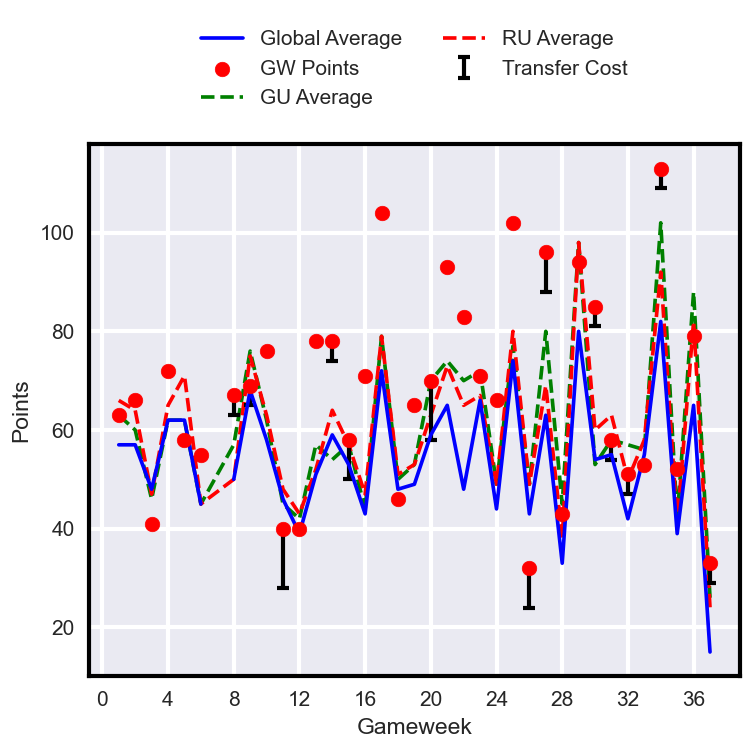 Global Average
GW Points
GU Average
RU Average
Transfer Cost
Points
100
80
60
40
20
0 4 8 12 16 20 24 28 32 36
Gameweek